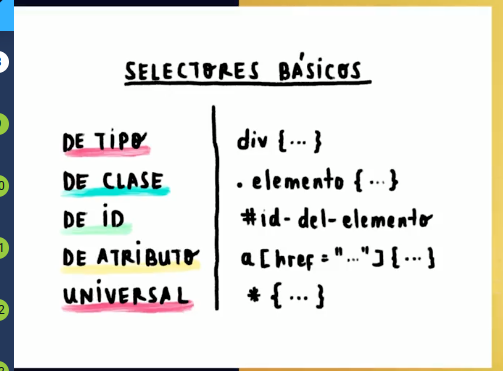 SELECTORES BÁSICOS
DE TIPO div {...}
DE CLASE .elemento {...}
DE ID #id-del-elemento
DE ATRIBUTO a[href="..."]{...}
UNIVERSAL *{...}